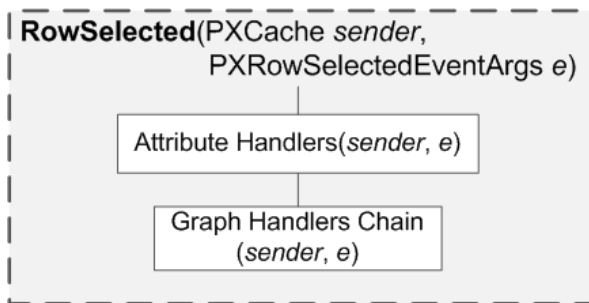 RowSelected(PXCache sender,
PXRowSelectedEventArgs e)
Attribute Handlers(sender, e)
Graph Handlers Chain
(sender, e)